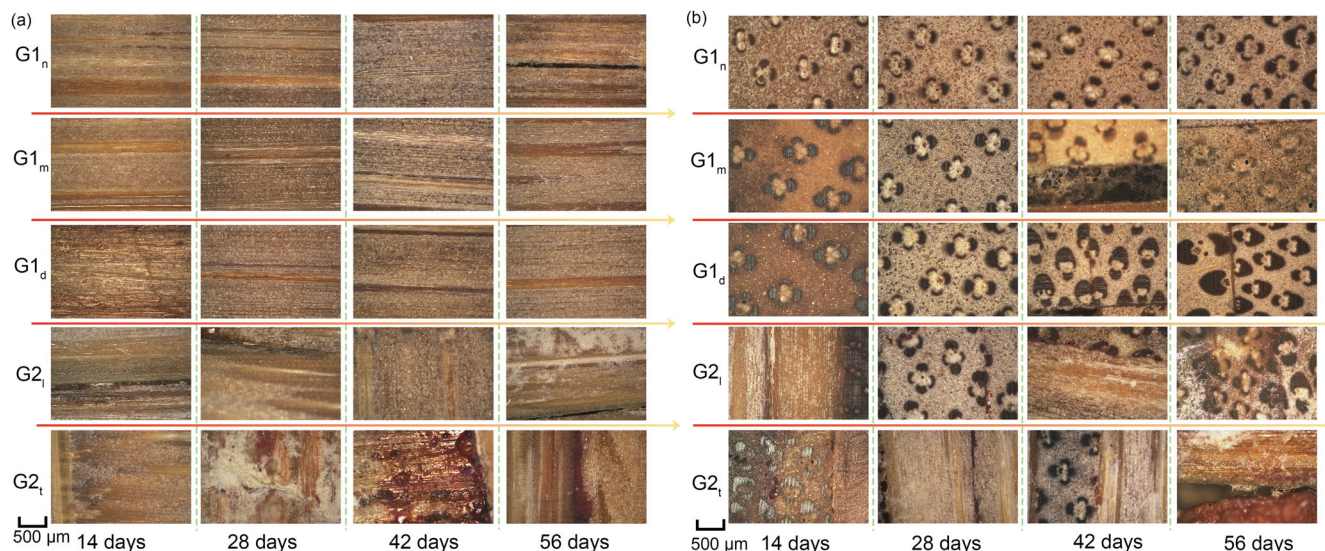 (a)
G1n
G1m
G1d
G2l
G2t
500 μm
14 days 28 days 42 days 56 days
(b)
G1n
G1m
G1d
G2l
G2t
500 μm
14 days 28 days 42 days 56 days